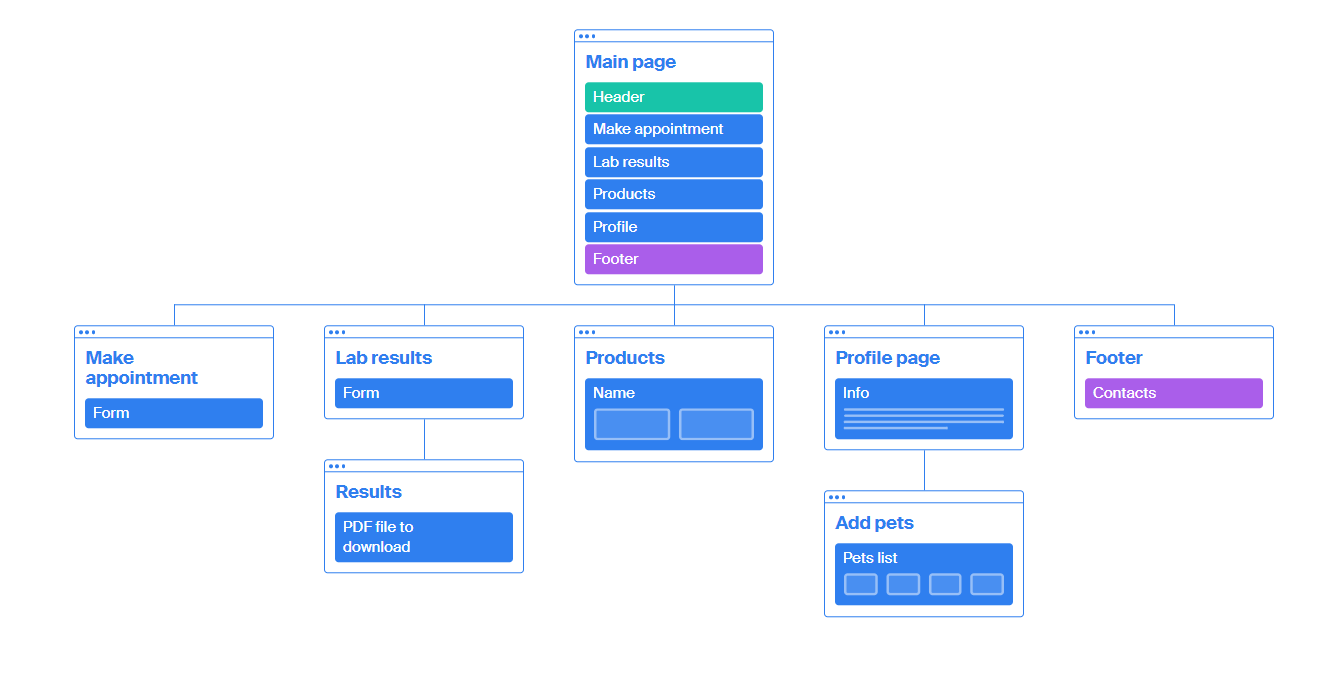 Main page
Header
Make appointment
Lab results
Products
Profile
Footer
Make
appointment
Form
Lab results
Form
Products
Name
Profile page
Info
Footer
Contacts
Results
PDF file to
download
Add pets
Pets list